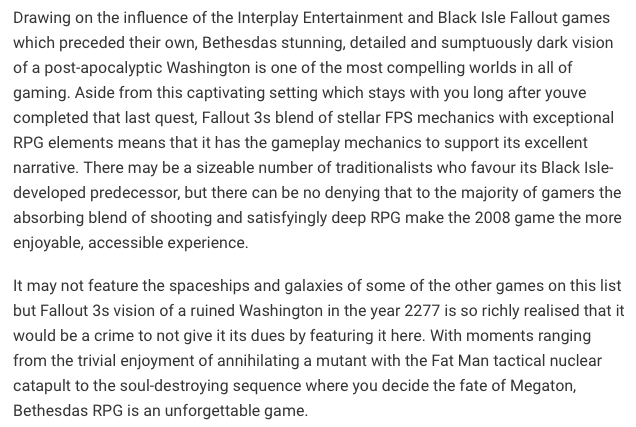 Drawing on the influence of the Interplay Entertainment and Black Isle Fallout games
which preceded their own, Bethesdas stunning, detailed and sumptuously dark vision
of a post-apocalyptic Washington is one of the most compelling worlds in all of
gaming. Aside from this captivating setting which stays with you long after youve
completed that last quest, Fallout 3s blend of stellar FPS mechanics with exceptional
RPG elements means that it has the gameplay mechanics to support its excellent
narrative. There may be a sizeable number of traditionalists who favour its Black Isle-
developed predecessor, but there can be no denying that to the majority of gamers the
absorbing blend of shooting and satisfyingly deep RPG make the 2008 game the more
enjoyable, accessible experience.
It may not feature the spaceships and galaxies of some of the other games on this list
but Fallout 3s vision of a ruined Washington in the year 2277 is so richly realised that it
would be a crime to not give it its dues by featuring it here. With moments ranging
from the trivial enjoyment of annihilating a mutant with the Fat Man tactical nuclear
catapult to the soul-destroying sequence where you decide the fate of Megaton,
Bethesdas RPG is an unforgettable game.